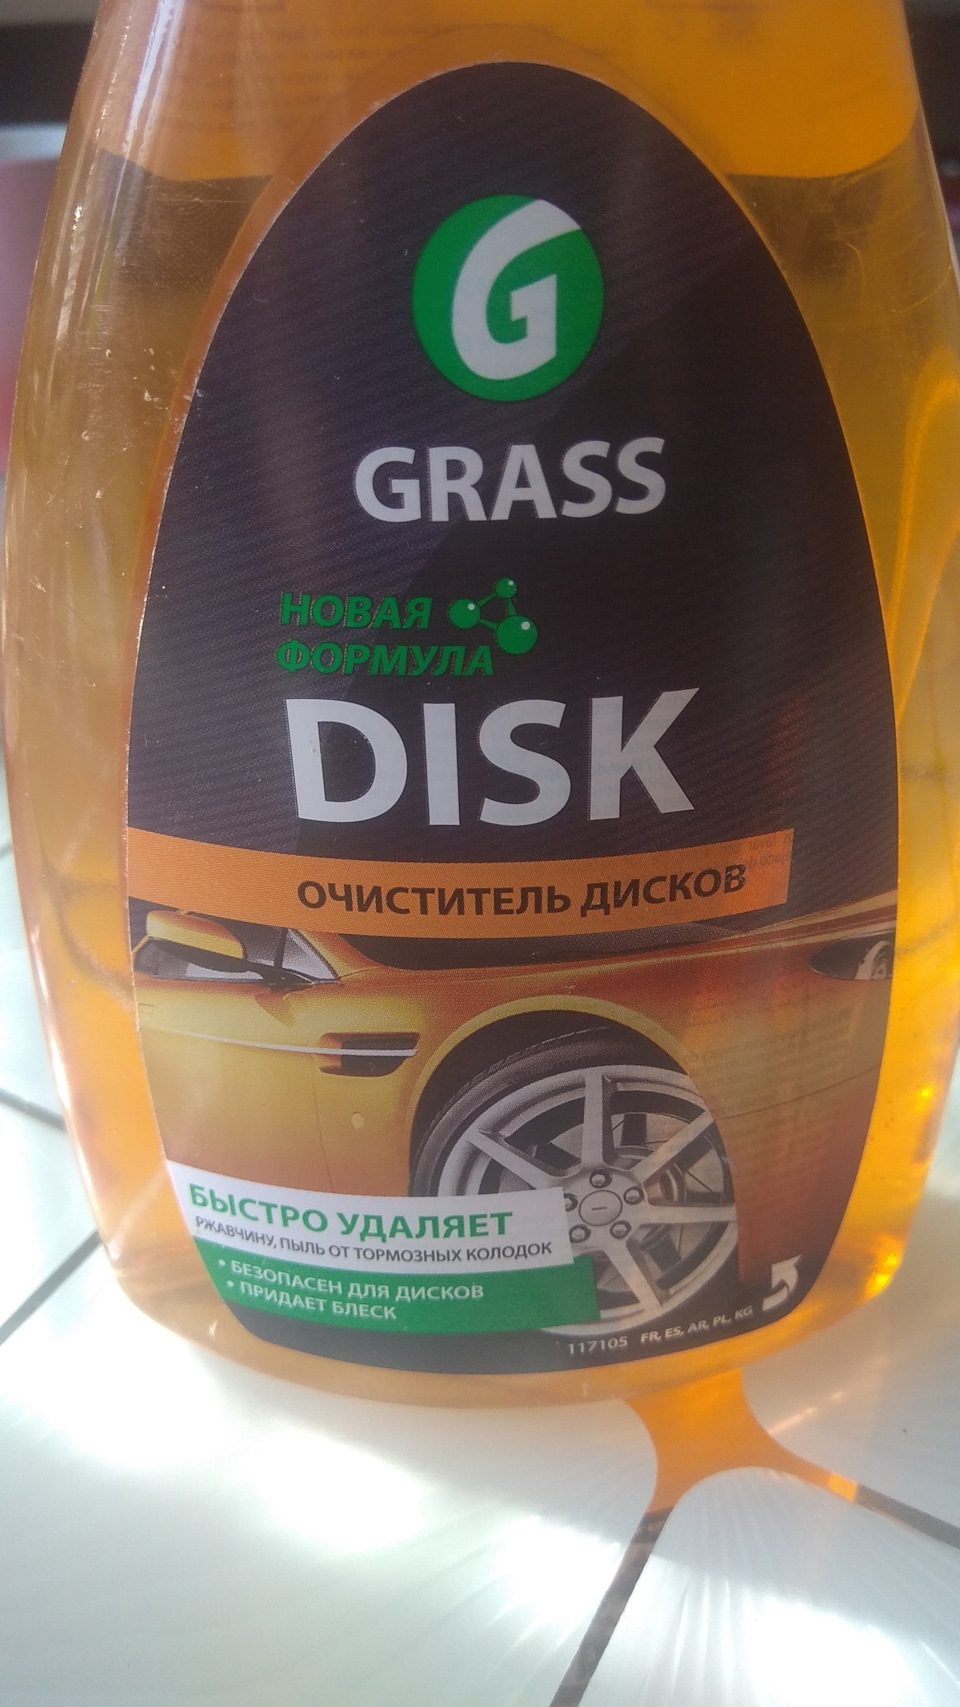 G
GRASS
НОВАЯ
ФОРМУЛА
DISK
ОЧИСТИТЕЛЬ ДИСКОВ
БЫСТРО УДАЛЯЕТ
РЖАВЧИНУ, ПЫЛЬ ОТ ТОРМОЗНЫХ КОЛОДОК
• БЕЗОПАСЕН ДЛЯ ДИСКОВ
• ПРИДАЕТ БЛЕСК
117105 FR, ES, AR, PL, KG